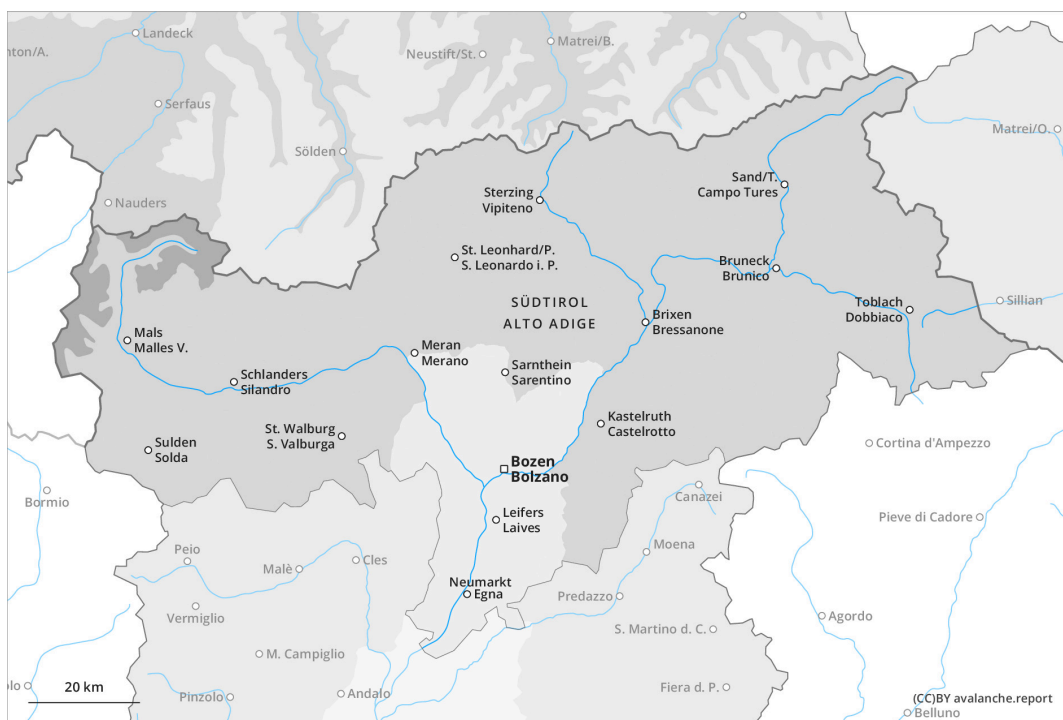 Landeck
nton/A.
Neustift/St.
Matrei/B.
Serfaus
Matrei/O.
Sölden
Sand/T.
Campo Tures
Nauders
Sterzing
Vipiteno
St. Leonhard/P.
S. Leonardo i. P.
Bruneck
Brunico
SÜDTIROL
ALTO ADIGE
Toblach
Dobbiaco
Sillian
Brixen
Bressanone
Mals
Malles V.
Meran
Merano
Sarnthein
Sarentino
Schlanders
Silandro
Kastelruth
Castelrotto
St. Walburg
S. Valburga
Sulden
Solda
Cortina d'Ampezzo
Bozen
Bolzano
Bormio
Canazei
Leifers
Laives
Pieve di Cadore
Peio
Cles
Malè
Moena
Neumarkt
Egna
Predazzo
Vermiglio
Agordo
S. Martino d. C.
M. Campiglio
olo
20 km
Pinzolo
Andalo
Fiera d. P.
(CC)BY avalanche.report
Belluno